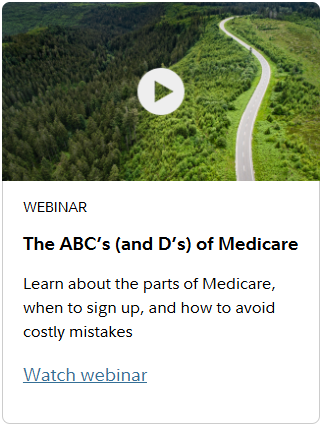 WEBINAR
The ABC’s (and D’s) of Medicare
Learn about the parts of Medicare,
when to sign up, and how to avoid
costly mistakes
Watch webinar